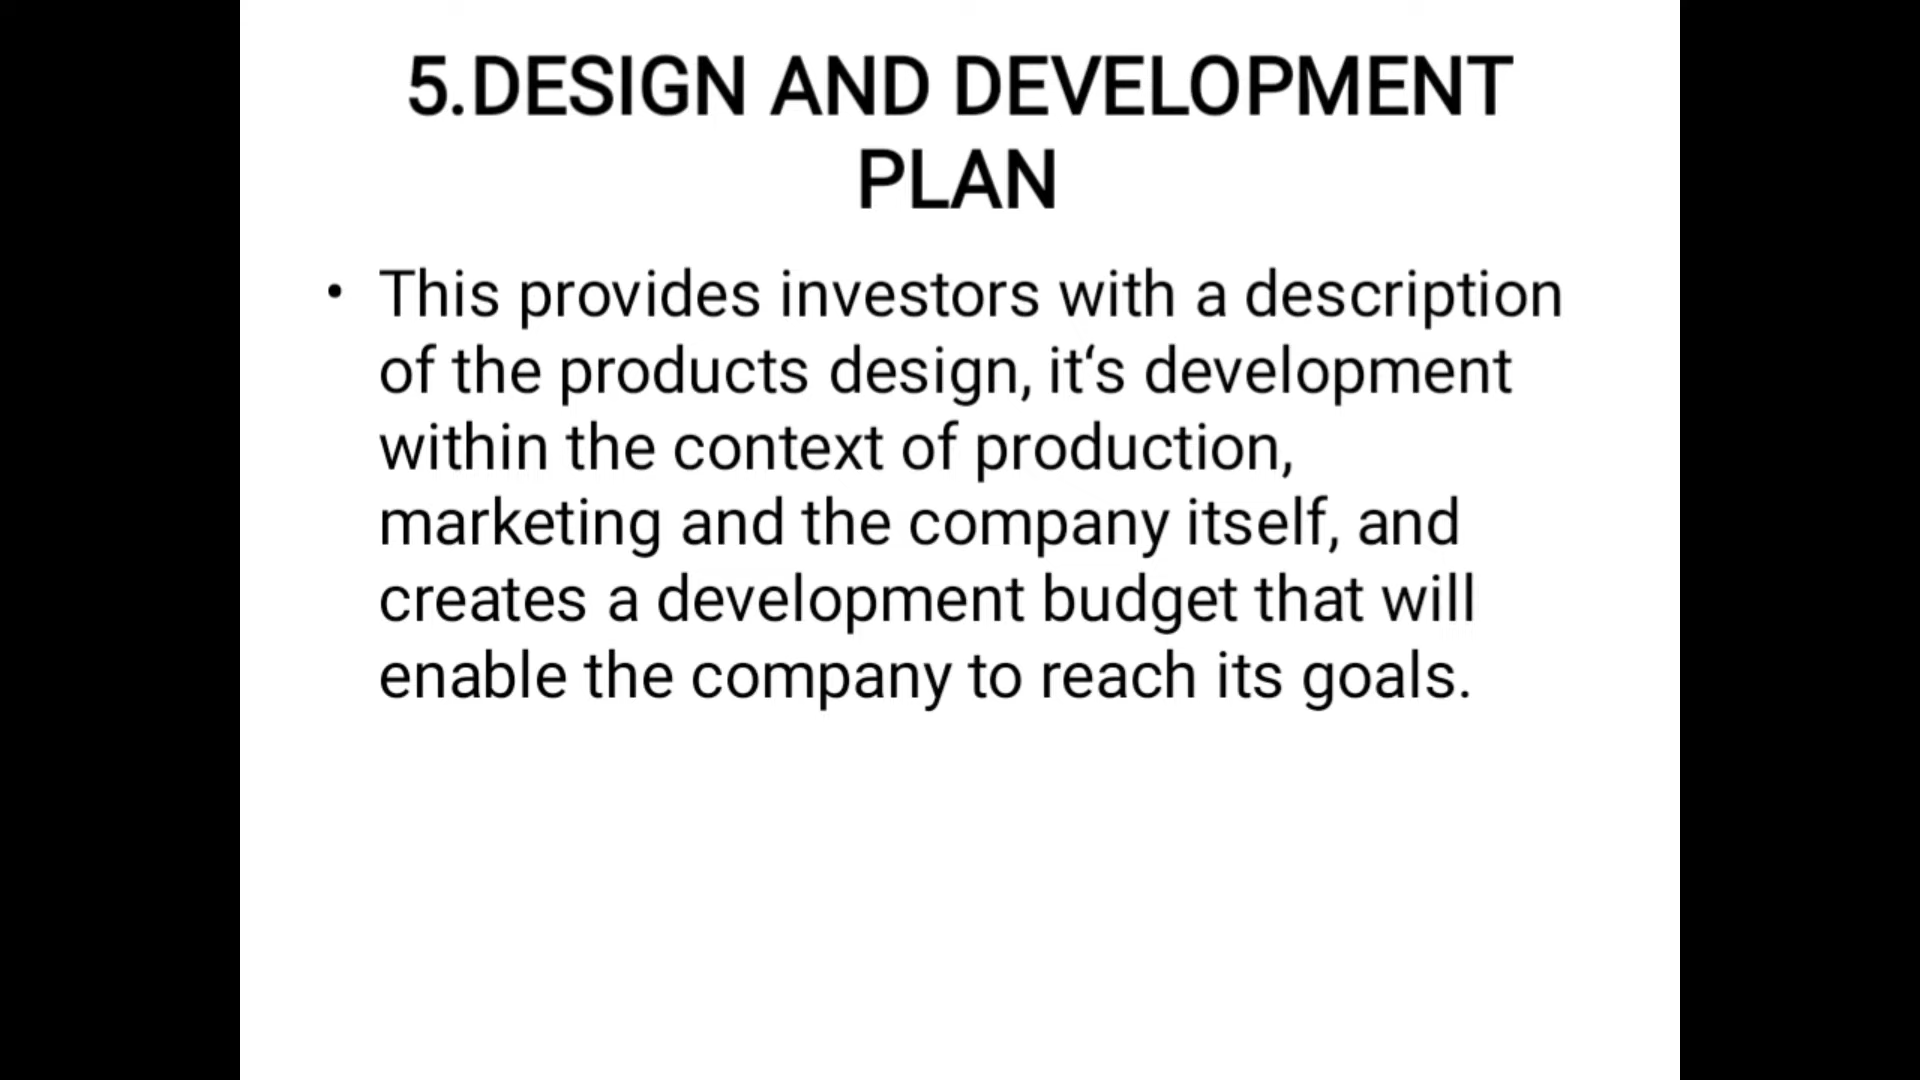 5.DESIGN AND DEVELOPMENT
PLAN
• This provides investors with a description
of the products design, it‘s development
within the context of production,
marketing and the company itself, and
creates a development budget that will
enable the company to reach its goals.